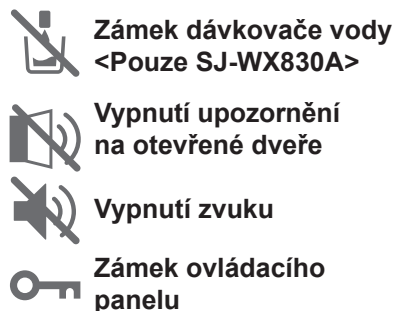 Zámek dávkovače vody
<Pouze SJ-WX830A>
Vypnutí upozornění
na otevřené dveře
Vypnutí zvuku
Zámek ovládacího
panelu